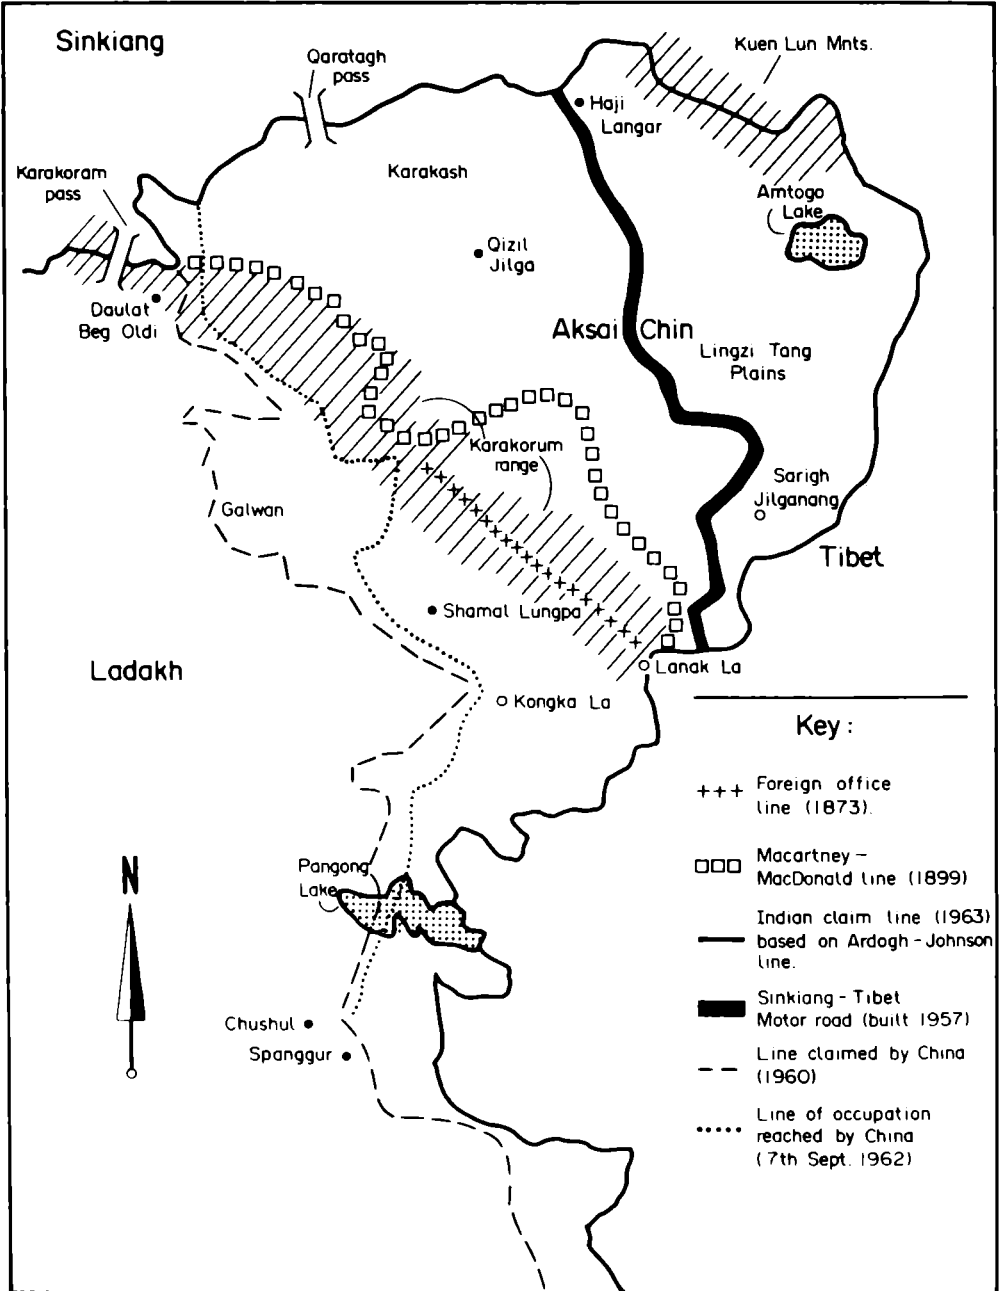 Sinkiang
Qaratagh
pass
Kuen Lun Mnts.
Haji
Langar
Karakoram
pass
Karakash
Amtogo
Lake
Qizil
Jilga
Daulat
Beg Oldi
Aksai Chin
Lingzi Tang
Plains
Karakorum
range
Sarigh
Jilganang
Galwan
Tibet
Shamal Lungpa
Ladakh
Lanak La
Kongka La
Key:
Foreign office
line (1873).
Macartney –
MacDonald line (1899)
Indian claim line (1963)
based on Ardogh-Johnson
line.
Sinkiang – Tibet
Motor road (built 1957)
Line claimed by China
(1960)
Line of occupation
reached by China
(7th Sept. 1962)
N
Pangong
Lake
Chushul
Spanggur